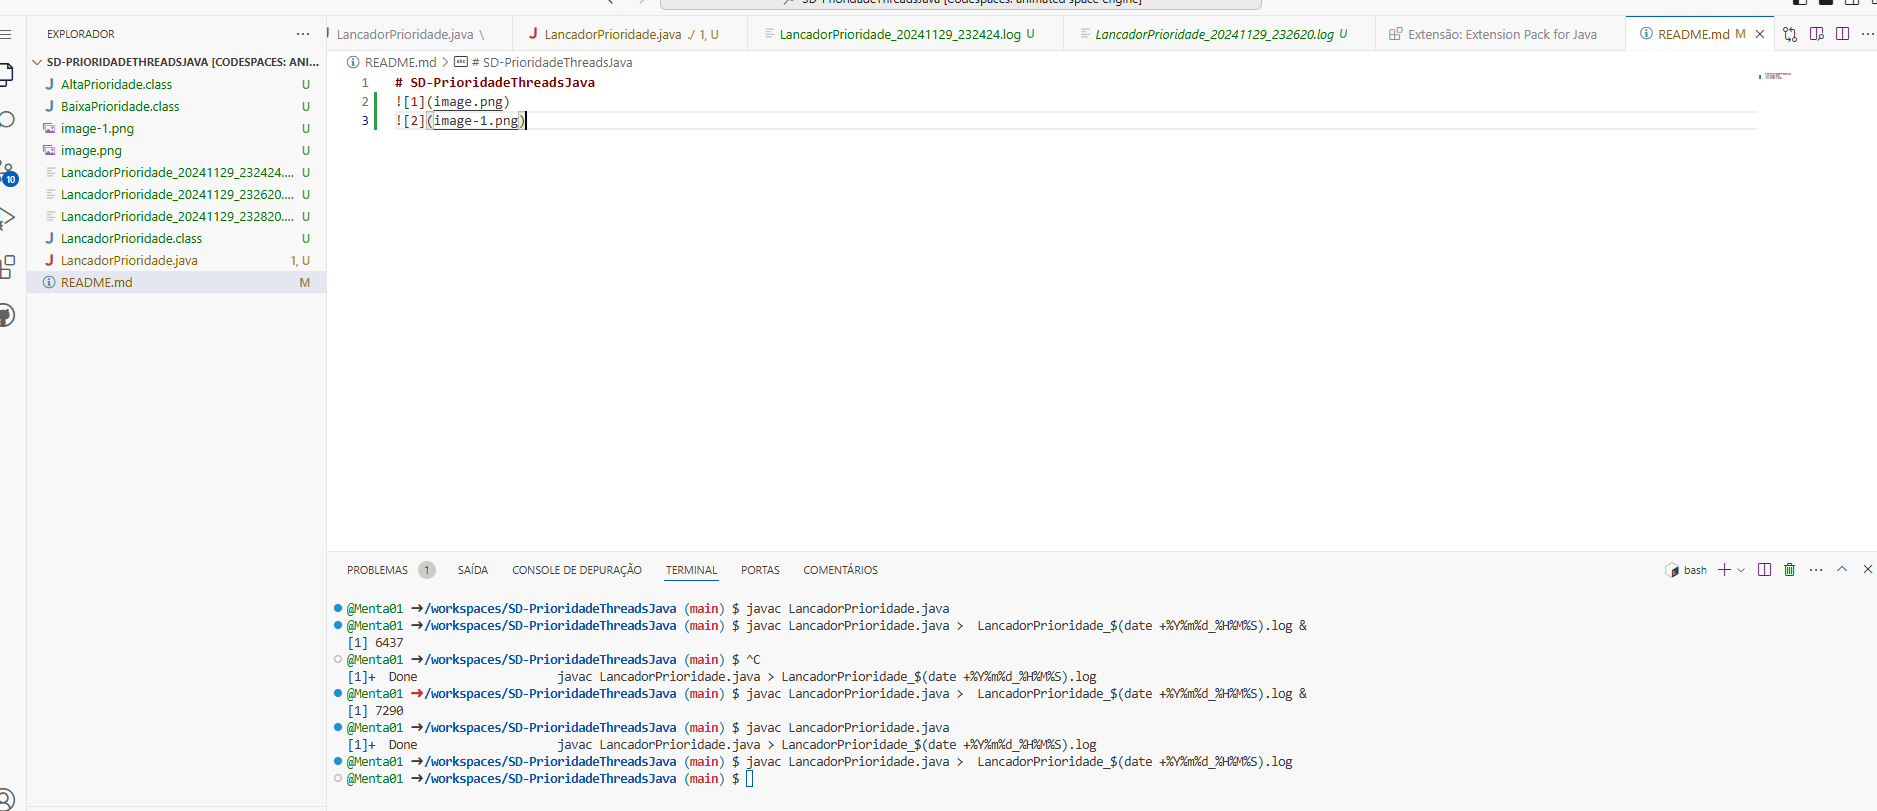 SD-PrioridadeThreadsJava [Codespaces: animated space engine]
EXPLORADOR
LancadorPrioridade.java \
LancadorPrioridade.java ./ 1, U
LancadorPrioridade_20241129_232424.log U
LancadorPrioridade_20241129_232620.log U
Extensão: Extension Pack for Java
README.md M
SD-PRIORIDADETHREADSJAVA [CODESPACES: ANI...
AltaPrioridade.class U
BaixaPrioridade.class U
image-1.png U
image.png U
LancadorPrioridade_20241129_232424.... U
LancadorPrioridade_20241129_232620.... U
LancadorPrioridade_20241129_232820.... U
LancadorPrioridade.class U
LancadorPrioridade.java 1, U
README.md M
10
README.md > # SD-PrioridadeThreadsJava
1 # SD-PrioridadeThreadsJava
2 ![1](image.png)
3 ![2](image-1.png)
PROBLEMAS 1 SAÍDA CONSOLE DE DEPURAÇÃO TERMINAL PORTAS COMENTÁRIOS
bash
@Menta01 ➜/workspaces/SD-PrioridadeThreadsJava (main) $ javac LancadorPrioridade.java
@Menta01 ➜/workspaces/SD-PrioridadeThreadsJava (main) $ javac LancadorPrioridade.java >  LancadorPrioridade_$(date +%Y%m%d_%H%M%S).log &
[1] 6437
@Menta01 ➜/workspaces/SD-PrioridadeThreadsJava (main) $ ^C
[1]+  Done                    javac LancadorPrioridade.java > LancadorPrioridade_$(date +%Y%m%d_%H%M%S).log
@Menta01 ➜/workspaces/SD-PrioridadeThreadsJava (main) $ javac LancadorPrioridade.java >  LancadorPrioridade_$(date +%Y%m%d_%H%M%S).log &
[1] 7290
@Menta01 ➜/workspaces/SD-PrioridadeThreadsJava (main) $ javac LancadorPrioridade.java
[1]+  Done                    javac LancadorPrioridade.java > LancadorPrioridade_$(date +%Y%m%d_%H%M%S).log
@Menta01 ➜/workspaces/SD-PrioridadeThreadsJava (main) $ javac LancadorPrioridade.java >  LancadorPrioridade_$(date +%Y%m%d_%H%M%S).log
@Menta01 ➜/workspaces/SD-PrioridadeThreadsJava (main) $